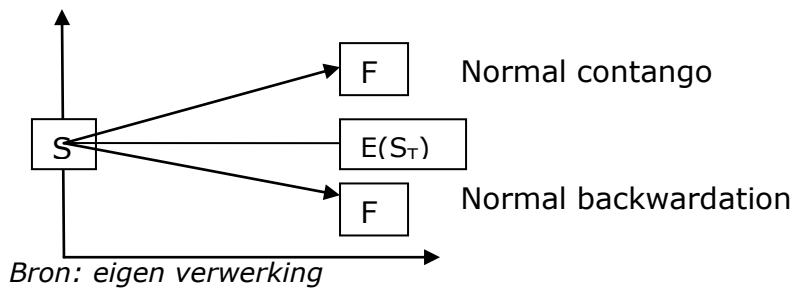 F Normal contango
S E(S_T)
F Normal backwardation
Bron: eigen verwerking